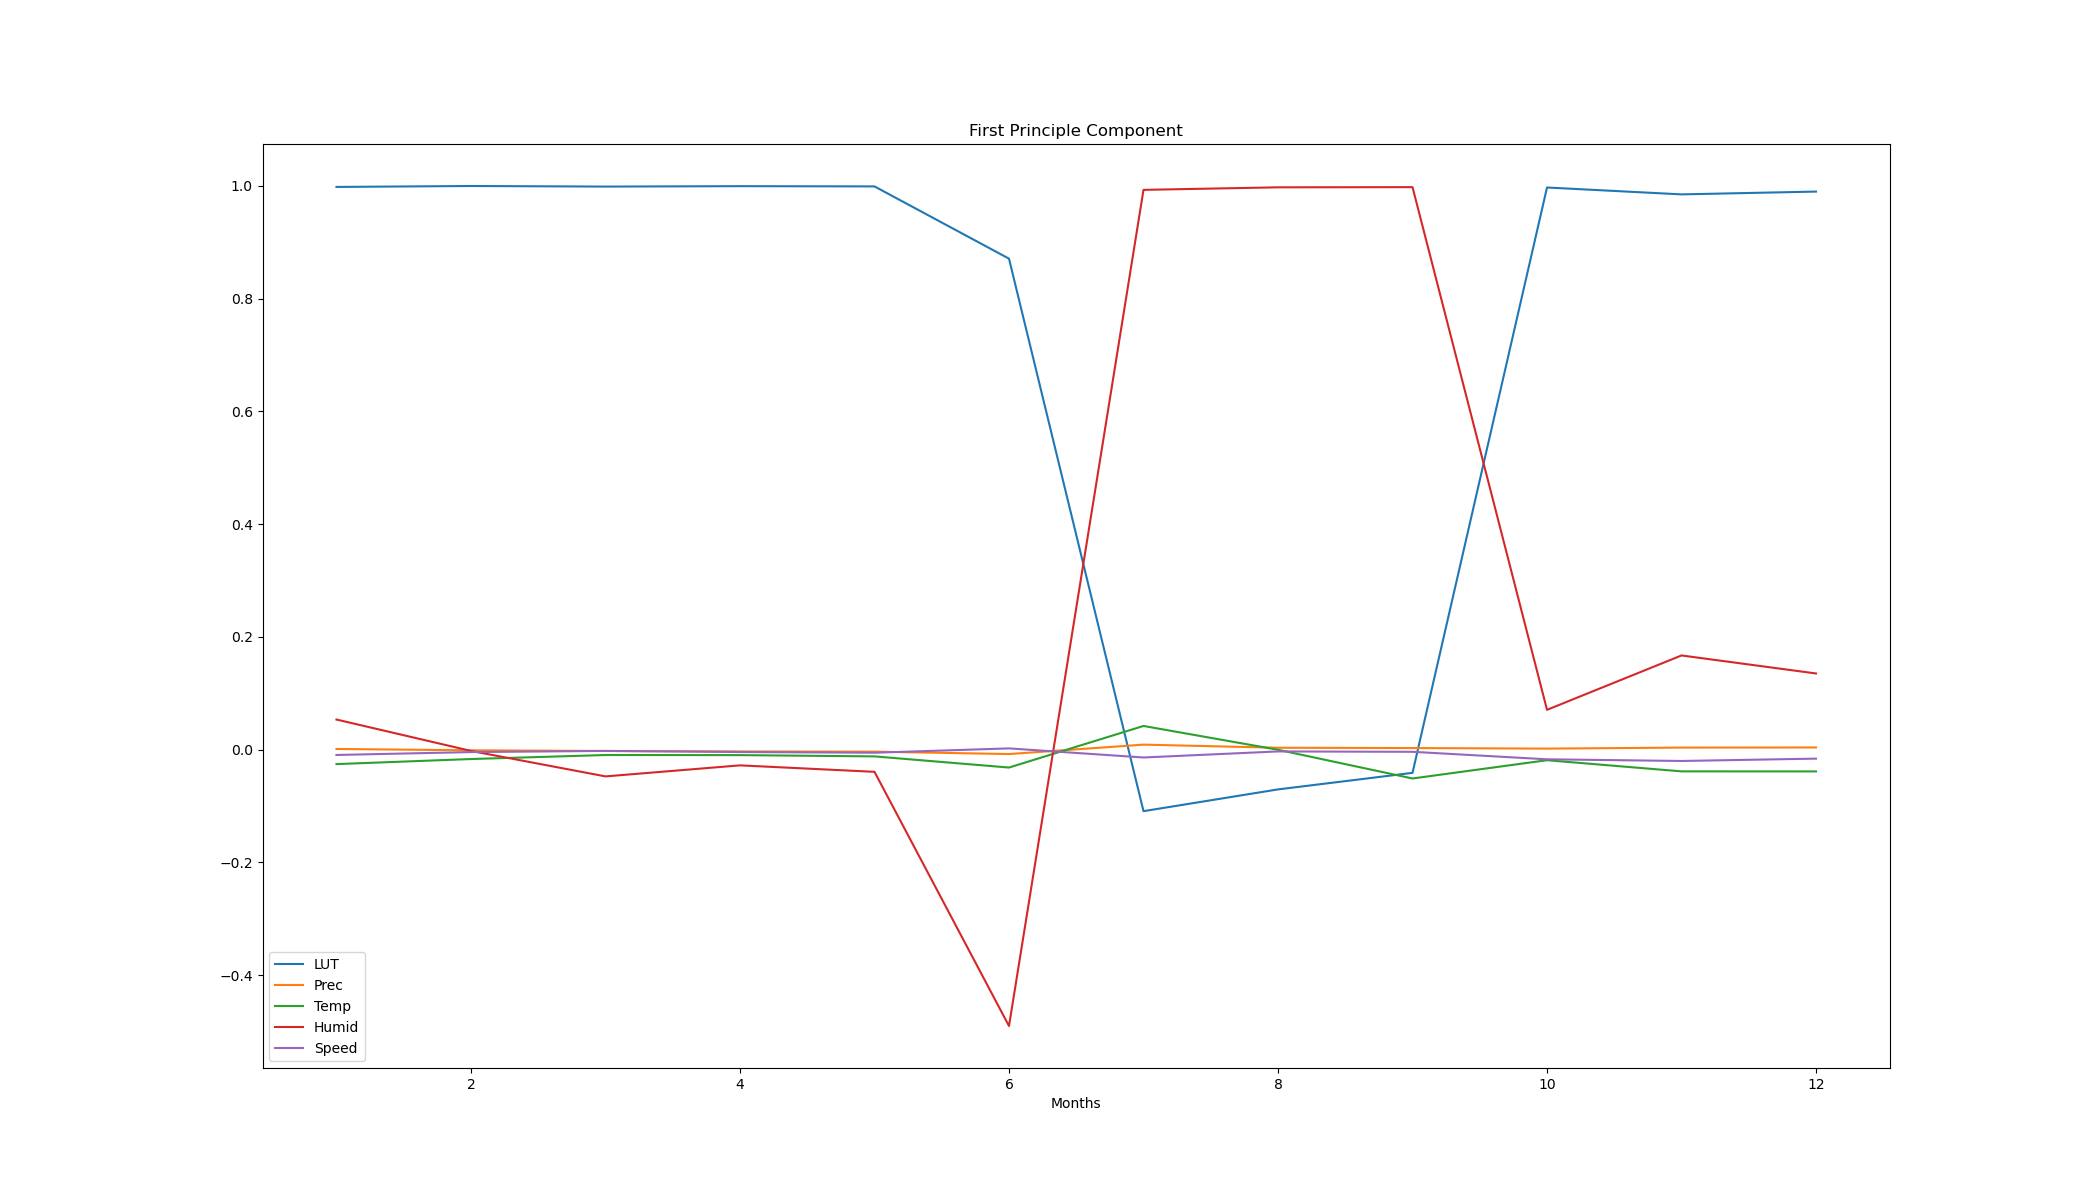 First Principle Component
1.0
0.8
0.6
0.4
0.2
0.0
−0.2
−0.4
LUT
Prec
Temp
Humid
Speed
2 4 6 8 10 12
Months